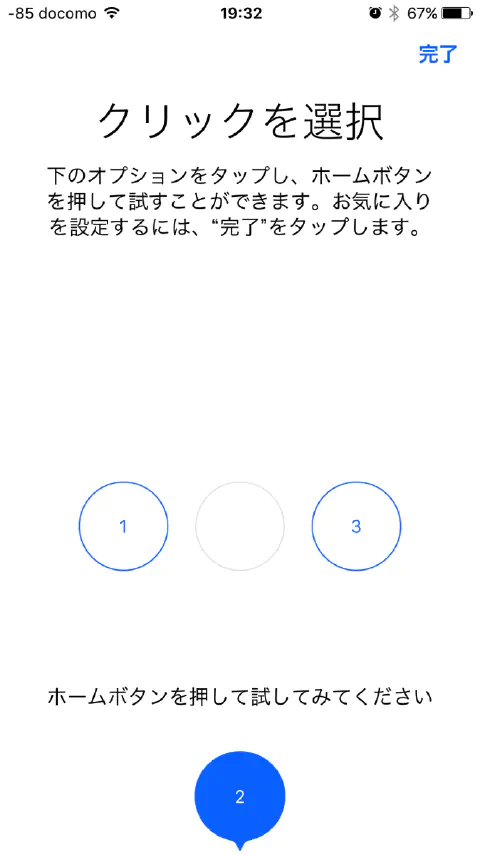 -85 docomo 19:32 67%
完了
クリックを選択
下のオプションをタップし、ホームボタン
を押して試すことができます。お気に入り
を設定するには、“完了”をタップします。
1 3
ホームボタンを押して試してみてください
2